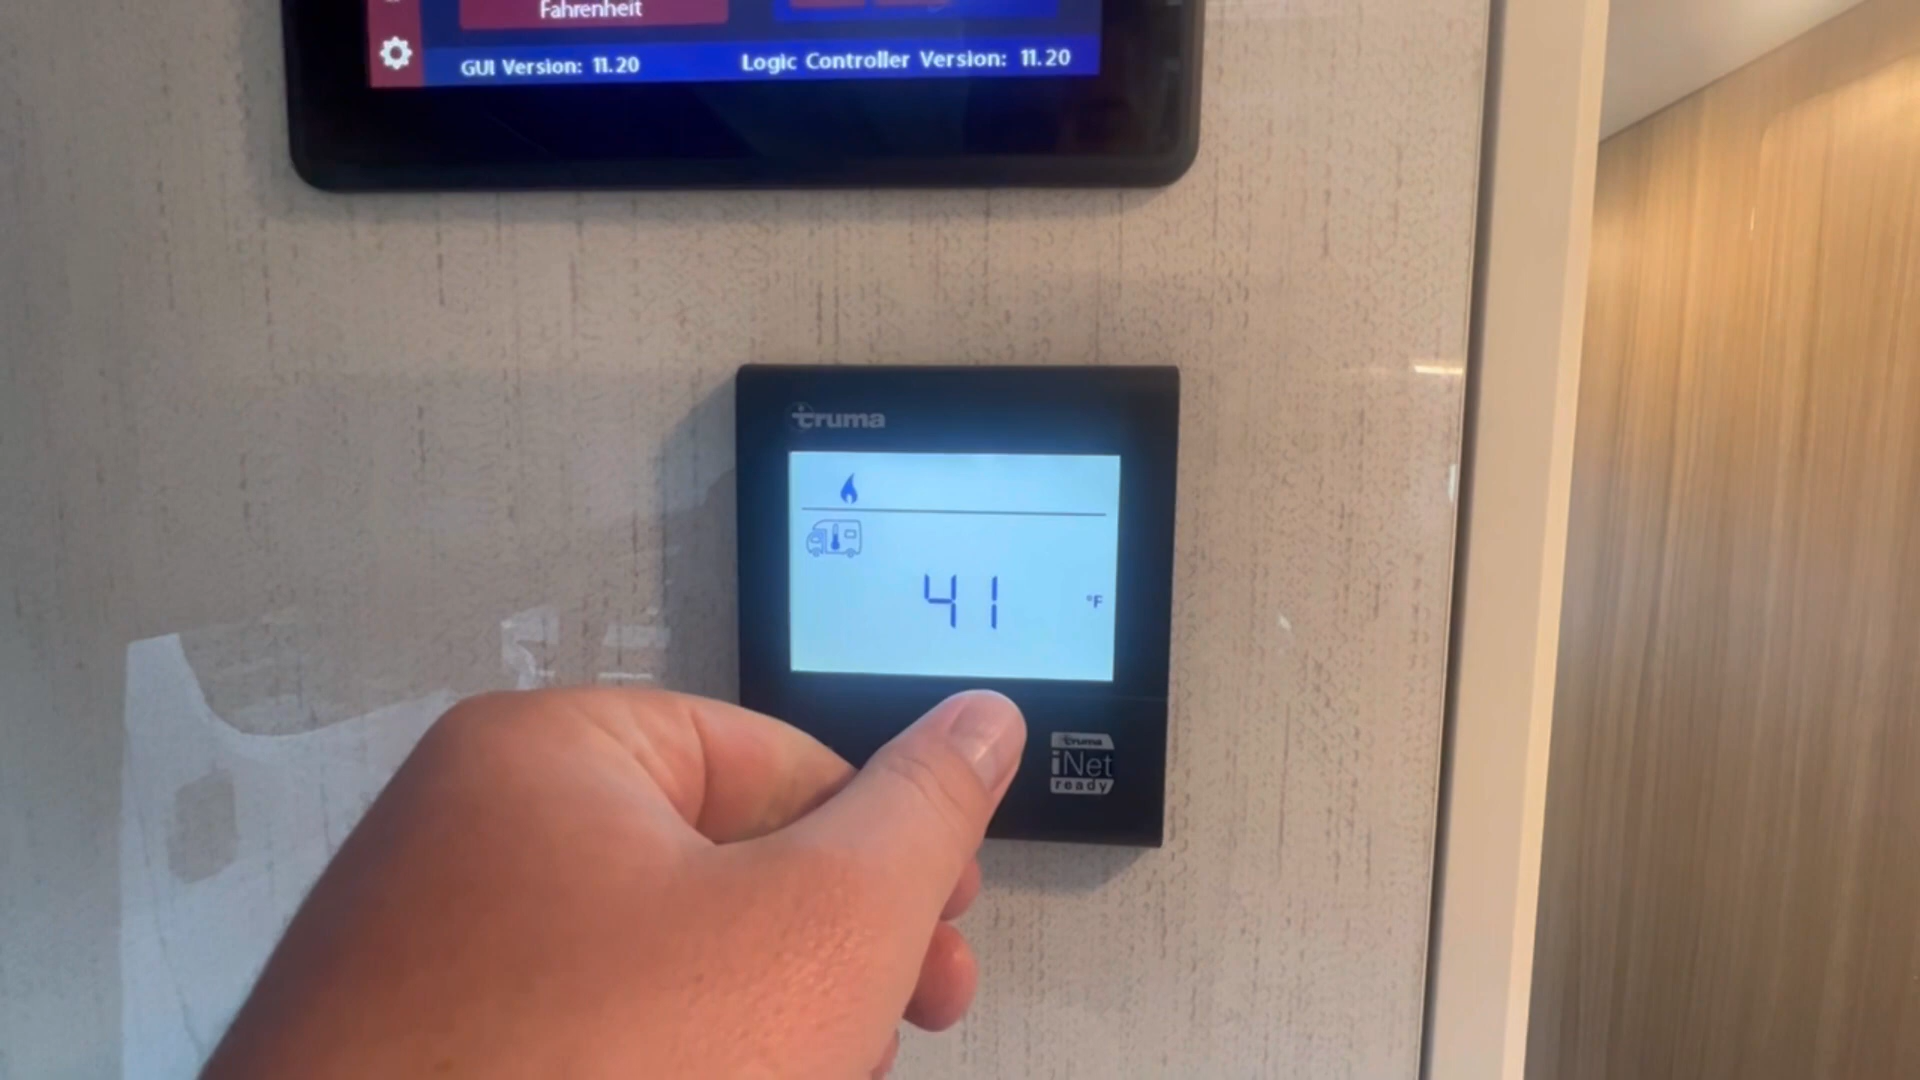 Fahrenheit
GUI Version: 11.20
Logic Controller Version: 11.20
truma
41 °F
truma
iNet
ready